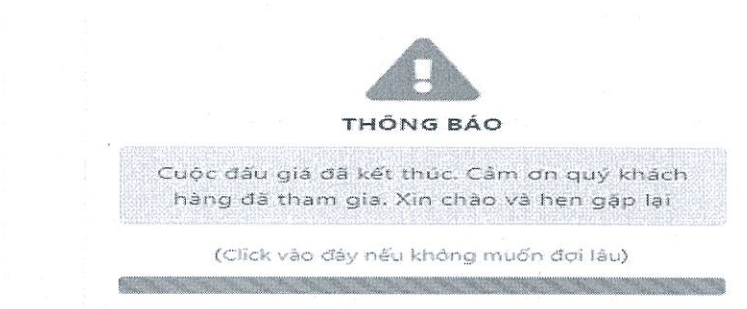 THÔNG BÁO
Cuộc đấu giá đã kết thúc. Cảm ơn quý khách
hàng đã tham gia. Xin chào và hẹn gặp lại
(Click vào đây nếu không muốn đợi lâu)